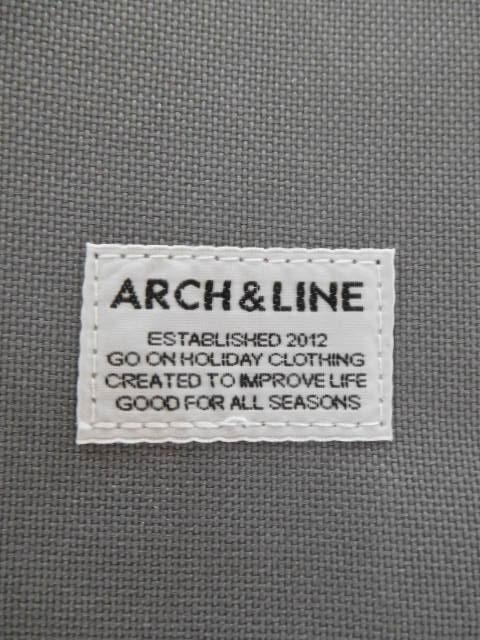 ARCH & LINE
ESTABLISHED 2012
GO ON HOLIDAY CLOTHING
CREATED TO IMPROVE LIFE
GOOD FOR ALL SEASONS